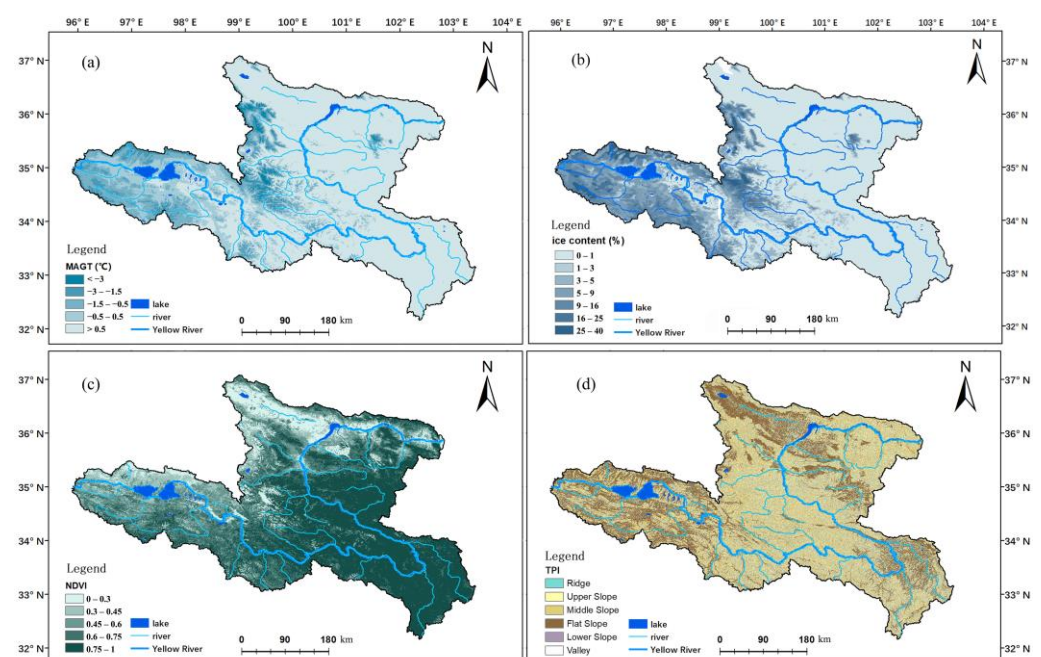 96° E 97° E 98° E 99° E 100° E 101° E 102° E 103° E 104° E
37° N
36° N
35° N
34° N
33° N
32° N
(a)
N
Legend
MAGT (℃)
< −3
−3 – −1.5
−1.5 – −0.5
−0.5 – 0.5
> 0.5
lake
river
Yellow River
0 90 180 km
96° E 97° E 98° E 99° E 100° E 101° E 102° E 103° E 104° E
(b)
N
37° N
36° N
35° N
34° N
33° N
32° N
Legend
ice content (%)
0 – 1
1 – 3
3 – 5
5 – 9
9 – 16
16 – 25
25 – 40
lake
river
Yellow River
0 90 180 km
37° N
36° N
35° N
34° N
33° N
32° N
(c)
N
Legend
NDVI
0 – 0.3
0.3 – 0.45
0.45 – 0.6
0.6 – 0.75
0.75 – 1
lake
river
Yellow River
0 90 180 km
(d)
N
37° N
36° N
35° N
34° N
33° N
32° N
Legend
TPI
Ridge
Upper Slope
Middle Slope
Flat Slope
Lower Slope
Valley
lake
river
Yellow River
0 90 180 km